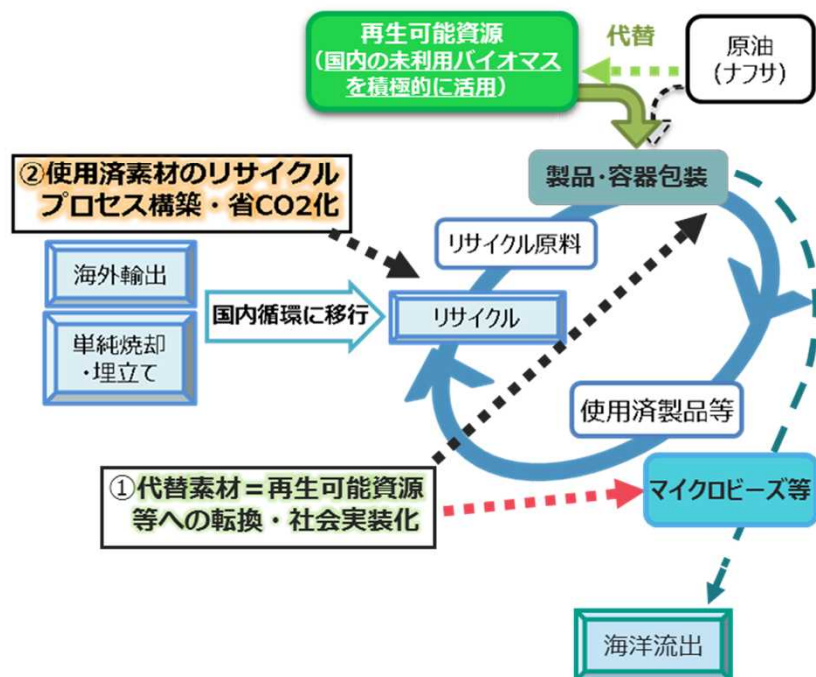 再生可能資源
（国内の未利用バイオマス
を積極的に活用）
代替
原油
(ナフサ)
②使用済素材のリサイクル
プロセス構築・省CO2化
製品・容器包装
海外輸出
リサイクル原料
国内循環に移行
リサイクル
単純焼却
・埋立て
使用済製品等
①代替素材＝再生可能資源
等への転換・社会実装化
マイクロビーズ等
海洋流出